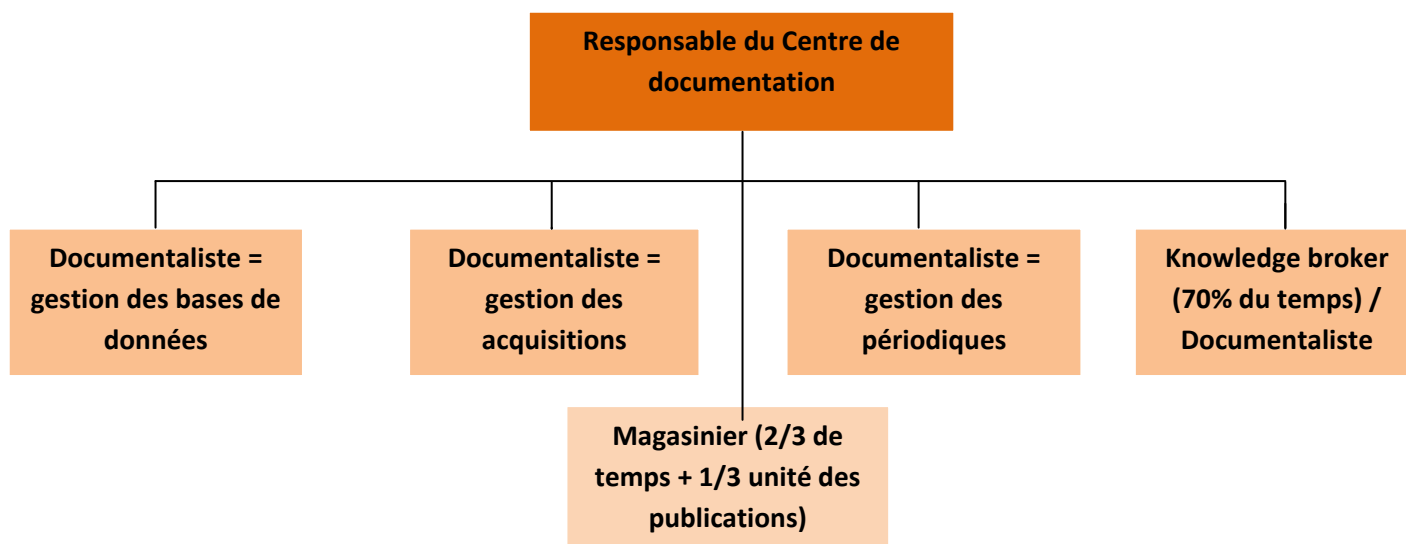 Responsable du Centre de
documentation
Documentaliste =
gestion des bases de
données
Documentaliste =
gestion des
acquisitions
Documentaliste =
gestion des
périodiques
Knowledge broker
(70% du temps) /
Documentaliste
Magasinier (2/3 de
temps + 1/3 unité des
publications)